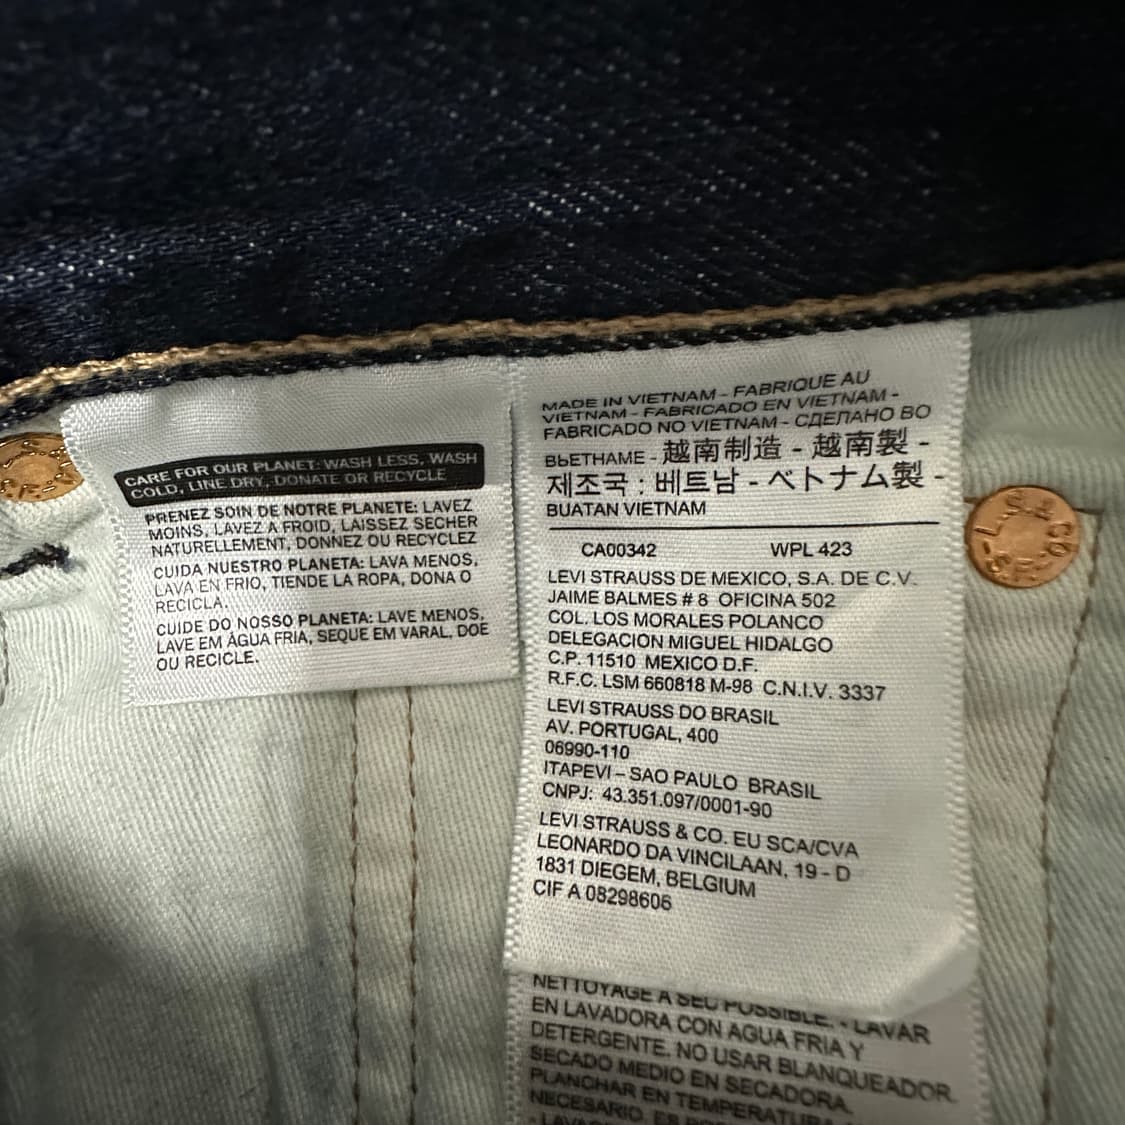 CARE FOR OUR PLANET: WASH LESS, WASH
COLD, LINE DRY, DONATE OR RECYCLE
PRENEZ SOIN DE NOTRE PLANETE: LAVEZ
MOINS, LAVEZ A FROID, LAISSEZ SECHER
NATURELLEMENT, DONNEZ OU RECYCLEZ
CUIDA NUESTRO PLANETA: LAVA MENOS,
LAVA EN FRIO, TIENDE LA ROPA, DONA O
RECICLA.
CUIDE DO NOSSO PLANETA: LAVE MENOS,
LAVE EM ÁGUA FRIA, SEQUE EM VARAL, DOE
OU RECICLE.
MADE IN VIETNAM - FABRIQUE AU
VIETNAM - FABRICADO EN VIETNAM -
FABRICADO NO VIETNAM - СДЕЛАНО ВО
ВЬЕТНАМЕ - 越南制造 - 越南製 -
제조국 : 베트남 - ベトナム製 -
BUATAN VIETNAM
CA00342 WPL 423
LEVI STRAUSS DE MEXICO, S.A. DE C.V.
JAIME BALMES # 8 OFICINA 502
COL. LOS MORALES POLANCO
DELEGACION MIGUEL HIDALGO
C.P. 11510 MEXICO D.F.
R.F.C. LSM 660818 M-98 C.N.I.V. 3337
LEVI STRAUSS DO BRASIL
AV. PORTUGAL, 400
06990-110
ITAPEVI – SAO PAULO BRASIL
CNPJ: 43.351.097/0001-90
LEVI STRAUSS & CO. EU SCA/CVA
LEONARDO DA VINCILAAN, 19 - D
1831 DIEGEM, BELGIUM
CIF A 08298606
NETTOYAGE A SEC POSSIBLE. - LAVAR
EN LAVADORA CON AGUA FRIA Y
DETERGENTE. NO USAR BLANQUEADOR.
SECADO MEDIO EN SECADORA.
PLANCHAR EN TEMPERATURA
NECESARIO.
L.S.&CO.
-S.F.-